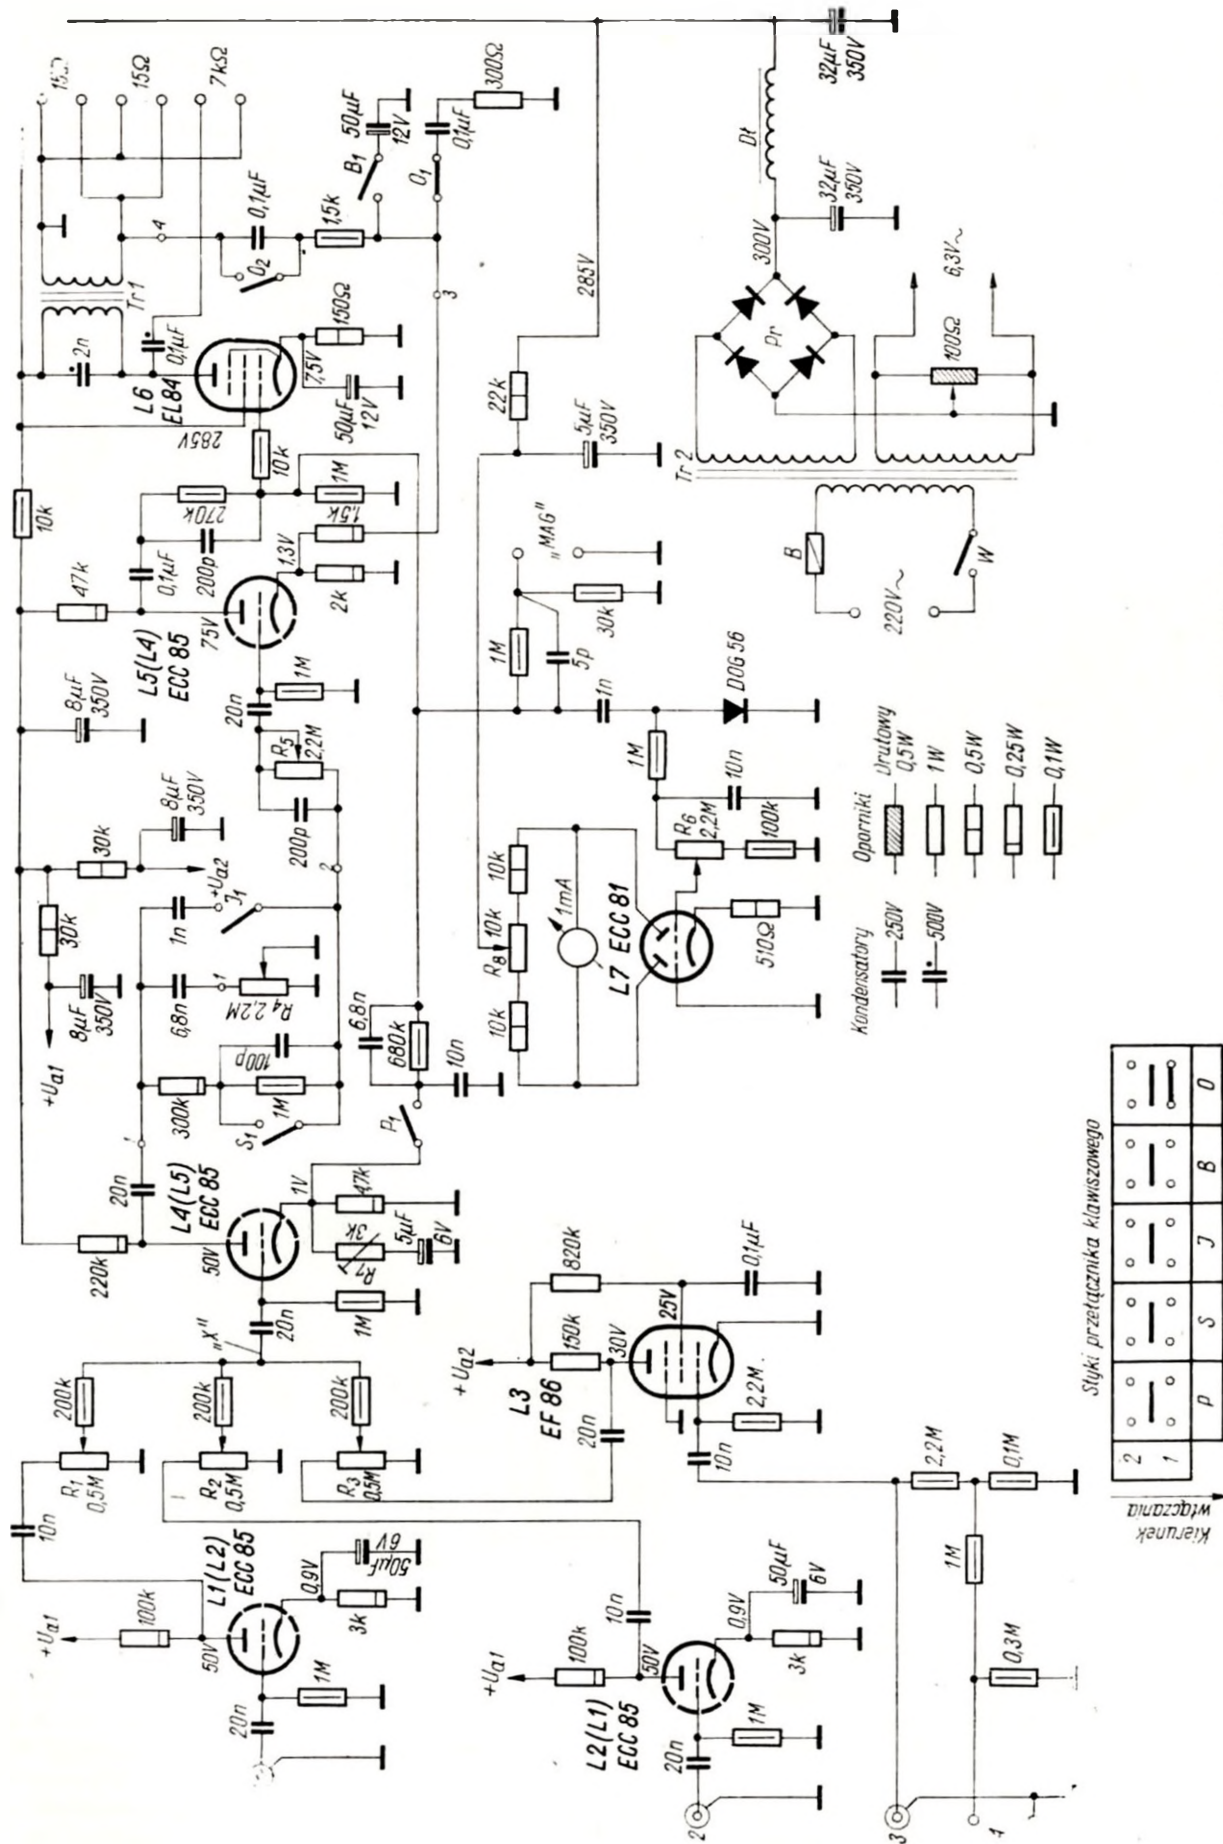 15Ω
15Ω
7kΩ
50µF
12V
B₁
0,1µF
300Ω
O₁
4
0,1µF
O₂
1,5k
3
Tr1
2n
0,1µF
L6
EL84
285V
7,5V
150Ω
50µF
12V
10k
10k
47k
0,1µF
270k
200p
1M
1,5k
1,3V
2k
75V
L5(L4)
ECC 85
20n
1M
R₅
2,2M
200p
2
8µF
350V
8µF
350V
30k
+Ua2
30k
8µF
350V
+Ua1
1n
J₁
6,8n
1
R₄ 2,2M
100p
300k
1M
S₁
6,8n
680k
10n
P₁
220k
20n
L4(L5)
ECC 85
50V
1V
4,7k
R₇
3k
5µF
6V
1M
20n
"X"
200k
200k
200k
R₁
0,5M
R₂
0,5M
R₃
0,5M
10n
L1(L2)
ECC 85
+Ua1
100k
50V
0,9V
50µF
6V
3k
1M
20n
+Ua1
100k
10n
50V
L2(L1)
ECC 85
0,9V
50µF
6V
3k
1M
20n
2
+Ua2
L3
EF 86
150k
820k
30V
25V
0,1µF
20n
2,2M
10n
2,2M
0,1M
1M
0,3M
3
4
285V
22k
5µF
350V
"MAG"
1M
30k
5p
1n
DOG 56
1M
10n
R₆
2,2M
100k
10k
R₈
10k
10k
1mA
L7 ECC 81
510Ω
32µF
350V
Dł
32µF
350V
300V
Pr
Tr 2
6,3V~
100Ω
B
220V~
W
Kondensatory
250V
500V
Oporniki
Drutowy
0,5W
1W
0,5W
0,25W
0,1W
Styki przełącznika klawiszowego
2
1
P
S
J
B
O
Kierunek
włączania